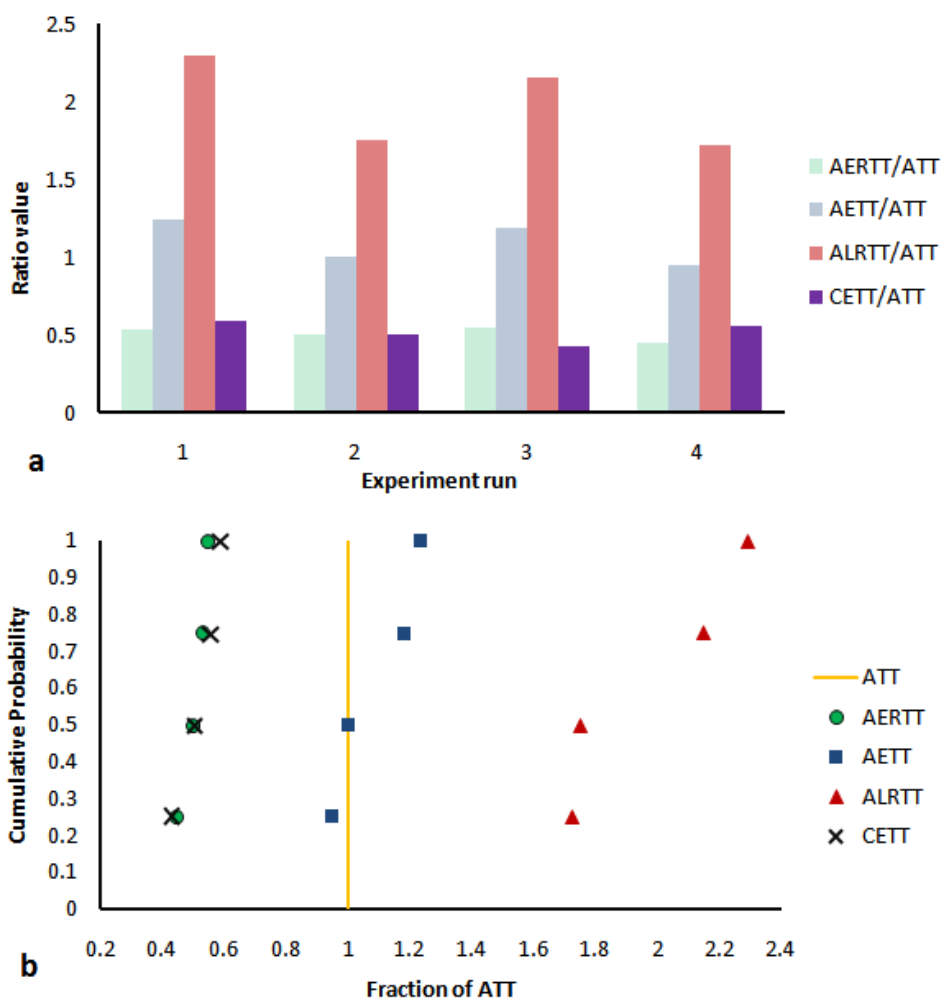 2.5
2
1.5
1
0.5
0
Ratio value
1 2 3 4
Experiment run
a
AERTT/ATT
AETT/ATT
ALRTT/ATT
CETT/ATT
1
0.9
0.8
0.7
0.6
0.5
0.4
0.3
0.2
0.1
0
Cumulative Probability
0.2 0.4 0.6 0.8 1 1.2 1.4 1.6 1.8 2 2.2 2.4
Fraction of ATT
b
ATT
AERTT
AETT
ALRTT
CETT